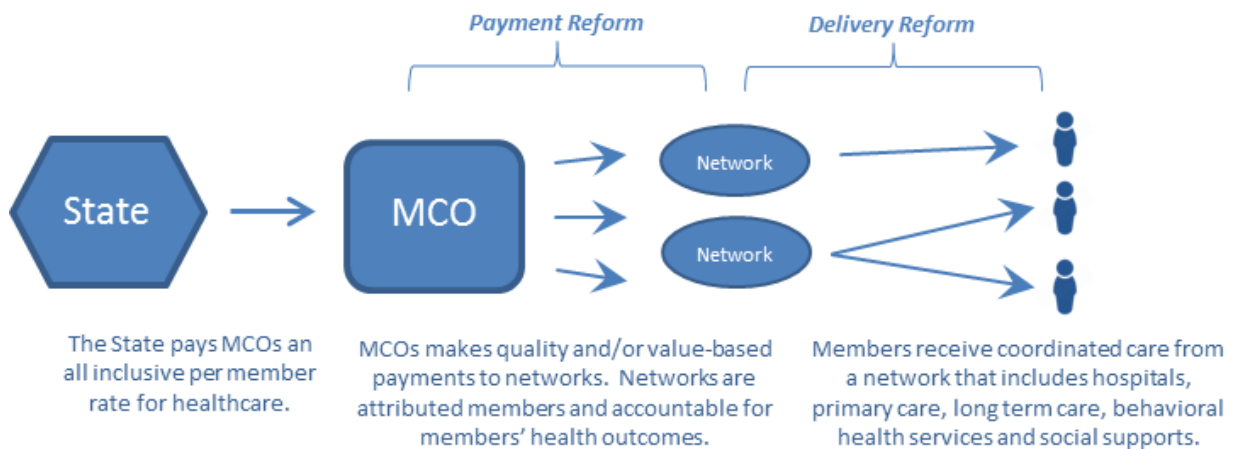 Payment Reform
Delivery Reform
State
MCO
Network
Network
The State pays MCOs an
all inclusive per member
rate for healthcare.
MCOs makes quality and/or value-based
payments to networks.  Networks are
attributed members and accountable for
members’ health outcomes.
Members receive coordinated care from
a network that includes hospitals,
primary care, long term care, behavioral
health services and social supports.